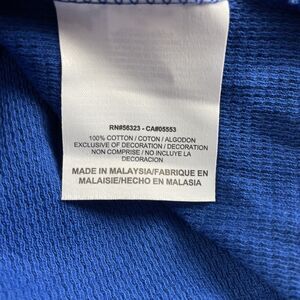 RN#56323 - CA#05553
100% COTTON / COTON / ALGODON
EXCLUSIVE OF DECORATION / DECORATION
NON COMPRISE / NO INCLUYE LA
DECORACION
MADE IN MALAYSIA/FABRIQUE EN
MALAISIE/HECHO EN MALASIA